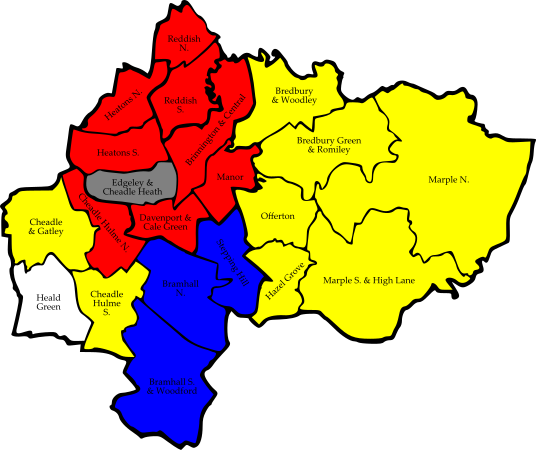 Reddish
N.
Heatons N.
Reddish
S.
Brinnington & Central
Bredbury
& Woodley
Heatons S.
Bredbury Green
& Romiley
Edgeley &
Cheadle Heath
Manor
Marple N.
Cheadle Hulme N.
Davenport &
Cale Green
Offerton
Cheadle
& Gatley
Stepping Hill
Bramhall
N.
Hazel Grove
Marple S. & High Lane
Heald
Green
Cheadle
Hulme
S.
Bramhall S.
& Woodford